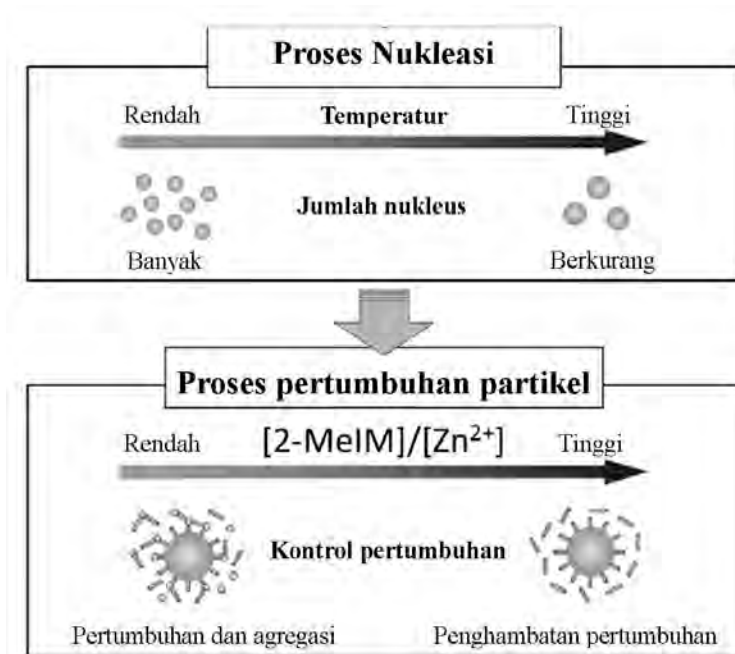 Proses Nukleasi
Rendah Temperatur Tinggi
Jumlah nukleus
Banyak Berkurang
Proses pertumbuhan partikel
Rendah [2-MeIM]/[Zn²⁺] Tinggi
Kontrol pertumbuhan
Pertumbuhan dan agregasi Penghambatan pertumbuhan